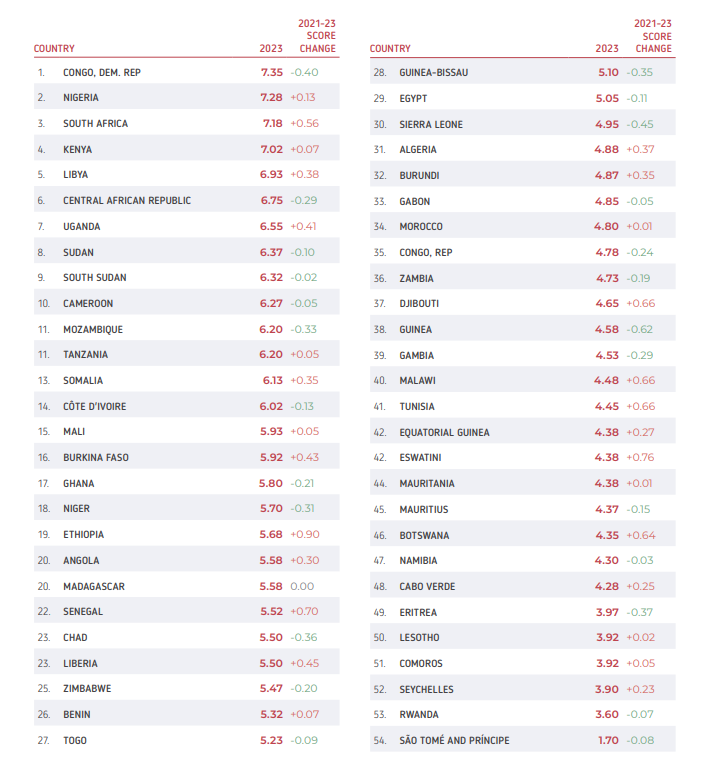 COUNTRY 2023 2021-23 SCORE CHANGE
1. CONGO, DEM. REP 7.35 -0.40
2. NIGERIA 7.28 +0.13
3. SOUTH AFRICA 7.18 +0.56
4. KENYA 7.02 +0.07
5. LIBYA 6.93 +0.38
6. CENTRAL AFRICAN REPUBLIC 6.75 -0.29
7. UGANDA 6.55 +0.41
8. SUDAN 6.37 -0.10
9. SOUTH SUDAN 6.32 -0.02
10. CAMEROON 6.27 -0.05
11. MOZAMBIQUE 6.20 -0.33
11. TANZANIA 6.20 +0.05
13. SOMALIA 6.13 +0.35
14. CÔTE D'IVOIRE 6.02 -0.13
15. MALI 5.93 +0.05
16. BURKINA FASO 5.92 +0.43
17. GHANA 5.80 -0.21
18. NIGER 5.70 -0.31
19. ETHIOPIA 5.68 +0.90
20. ANGOLA 5.58 +0.30
20. MADAGASCAR 5.58 0.00
22. SENEGAL 5.52 +0.70
23. CHAD 5.50 -0.36
23. LIBERIA 5.50 +0.45
25. ZIMBABWE 5.47 -0.20
26. BENIN 5.32 +0.07
27. TOGO 5.23 -0.09
COUNTRY 2023 2021-23 SCORE CHANGE
28. GUINEA-BISSAU 5.10 -0.35
29. EGYPT 5.05 -0.11
30. SIERRA LEONE 4.95 -0.45
31. ALGERIA 4.88 +0.37
32. BURUNDI 4.87 +0.35
33. GABON 4.85 -0.05
34. MOROCCO 4.80 +0.01
35. CONGO, REP 4.78 -0.24
36. ZAMBIA 4.73 -0.19
37. DJIBOUTI 4.65 +0.66
38. GUINEA 4.58 -0.62
39. GAMBIA 4.53 -0.29
40. MALAWI 4.48 +0.66
41. TUNISIA 4.45 +0.66
42. EQUATORIAL GUINEA 4.38 +0.27
42. ESWATINI 4.38 +0.76
44. MAURITANIA 4.38 +0.01
45. MAURITIUS 4.37 -0.15
46. BOTSWANA 4.35 +0.64
47. NAMIBIA 4.30 -0.03
48. CABO VERDE 4.28 +0.25
49. ERITREA 3.97 -0.37
50. LESOTHO 3.92 +0.02
51. COMOROS 3.92 +0.05
52. SEYCHELLES 3.90 +0.23
53. RWANDA 3.60 -0.07
54. SÃO TOMÉ AND PRÍNCIPE 1.70 -0.08